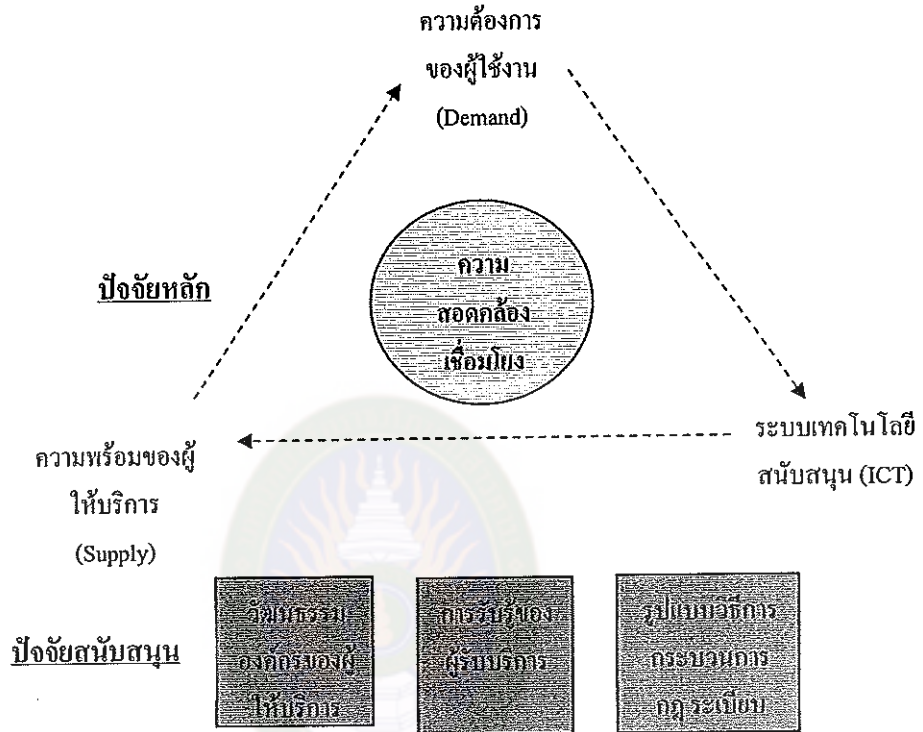 ความต้องการ
ของผู้ใช้งาน
(Demand)
ปัจจัยหลัก
ความ
สอดคล้อง
เชื่อมโยง
ความพร้อมของผู้
ให้บริการ
(Supply)
ระบบเทคโนโลยี
สนับสนุน (ICT)
ปัจจัยสนับสนุน
วัฒนธรรม
องค์กรของผู้
ให้บริการ
การรับรู้ของ
ผู้รับบริการ
รูปแบบวิธีการ
กระบวนการ
กฎ ระเบียบ